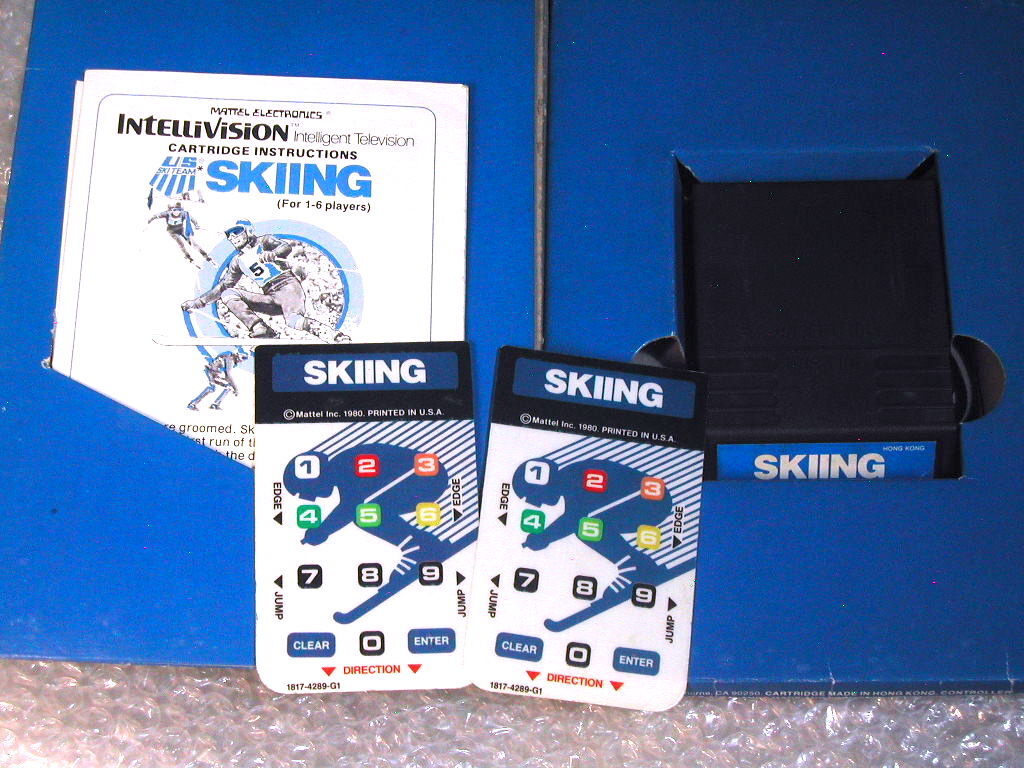 MATTEL ELECTRONICS®
INTELLIVISION™ Intelligent Television
CARTRIDGE INSTRUCTIONS
US
SKI TEAM* SKIING
(For 1-6 players)
5
re groomed. Sk
rst run of
the d
SKIING
©Mattel Inc. 1980. PRINTED IN U.S.A.
1 2 3
EDGE EDGE
4 5 6
7 8 9
JUMP JUMP
CLEAR 0 ENTER
DIRECTION
1817-4289-G1
SKIING
©Mattel Inc. 1980. PRINTED IN U.S.A.
1 2 3
EDGE EDGE
4 5 6
7 8 9
JUMP JUMP
CLEAR 0 ENTER
DIRECTION
1817-4289-G1
HONG KONG
SKIING
CA 90250. CARTRIDGE MADE IN HONG KONG. CONTROLLER